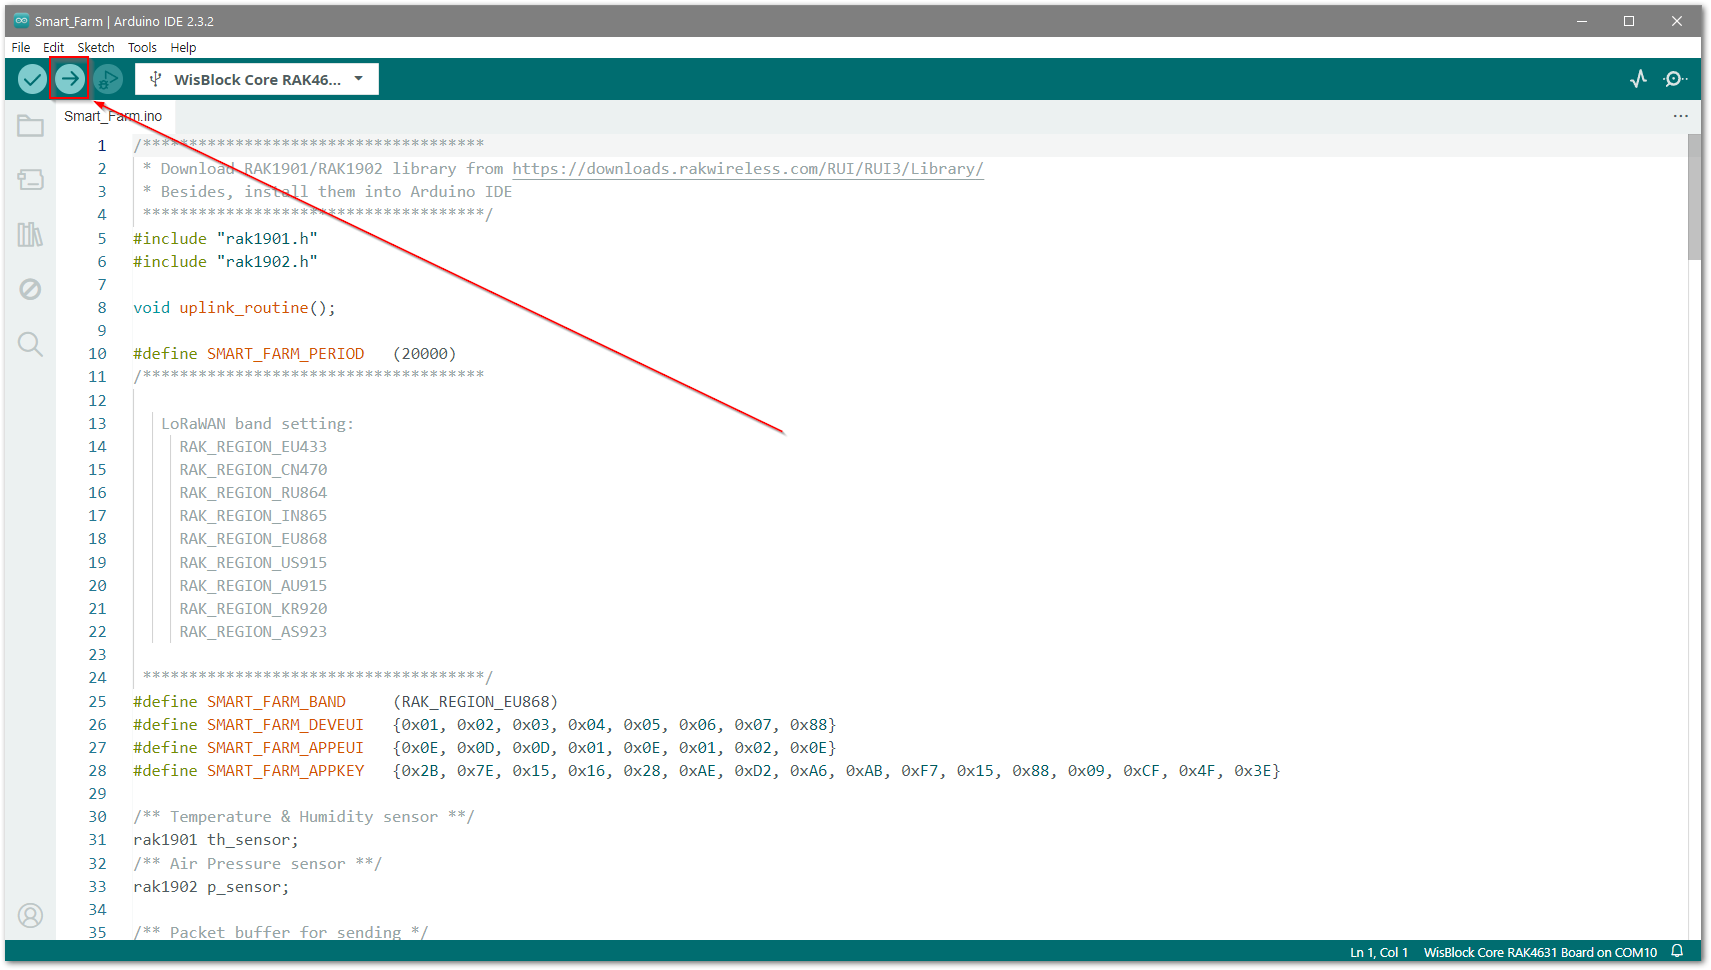 Smart_Farm | Arduino IDE 2.3.2
File Edit Sketch Tools Help
WisBlock Core RAK46...
Smart_Farm.ino
1 /*************************************
2 * Download RAK1901/RAK1902 library from https://downloads.rakwireless.com/RUI/RUI3/Library/
3 * Besides, install them into Arduino IDE
4 *************************************/
5 #include "rak1901.h"
6 #include "rak1902.h"
7
8 void uplink_routine();
9
10 #define SMART_FARM_PERIOD (20000)
11 /*************************************
12
13 LoRaWAN band setting:
14 RAK_REGION_EU433
15 RAK_REGION_CN470
16 RAK_REGION_RU864
17 RAK_REGION_IN865
18 RAK_REGION_EU868
19 RAK_REGION_US915
20 RAK_REGION_AU915
21 RAK_REGION_KR920
22 RAK_REGION_AS923
23
24 *************************************/
25 #define SMART_FARM_BAND (RAK_REGION_EU868)
26 #define SMART_FARM_DEVEUI {0x01, 0x02, 0x03, 0x04, 0x05, 0x06, 0x07, 0x88}
27 #define SMART_FARM_APPEUI {0x0E, 0x0D, 0x0D, 0x01, 0x0E, 0x01, 0x02, 0x0E}
28 #define SMART_FARM_APPKEY {0x2B, 0x7E, 0x15, 0x16, 0x28, 0xAE, 0xD2, 0xA6, 0xAB, 0xF7, 0x15, 0x88, 0x09, 0xCF, 0x4F, 0x3E}
29
30 /** Temperature & Humidity sensor **/
31 rak1901 th_sensor;
32 /** Air Pressure sensor **/
33 rak1902 p_sensor;
34
35 /** Packet buffer for sending */
Ln 1, Col 1 WisBlock Core RAK4631 Board on COM10